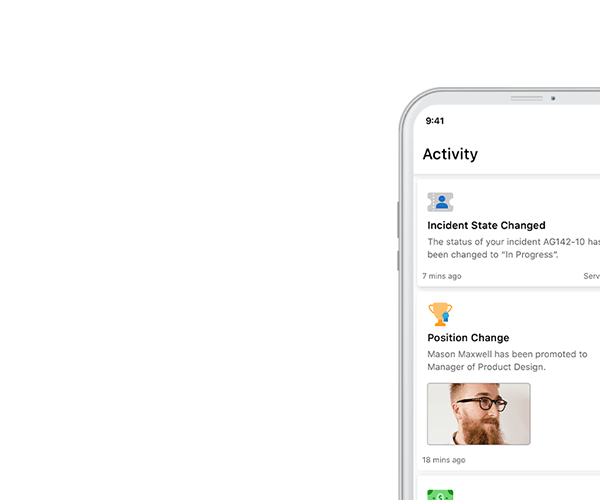 9:41
Activity
Incident State Changed
The status of your incident AG142-10 has
been changed to “In Progress”.
7 mins ago
Position Change
Mason Maxwell has been promoted to
Manager of Product Design.
18 mins ago